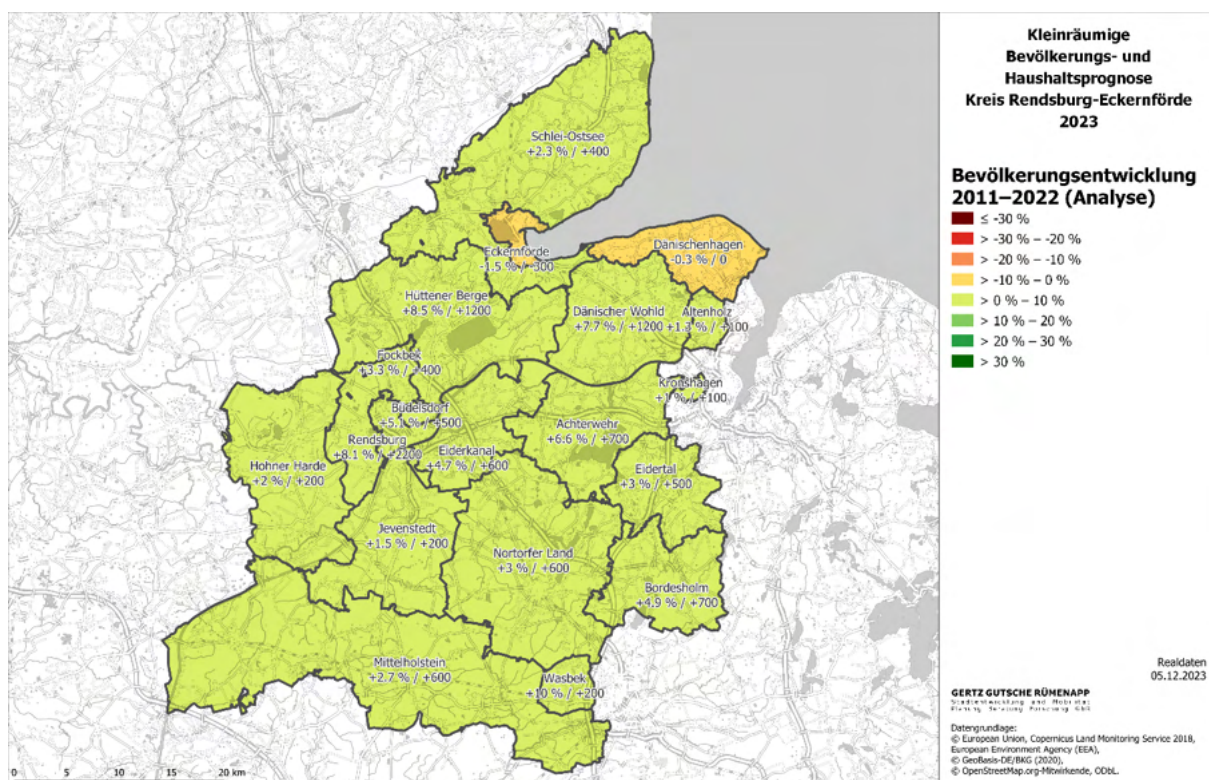 Kleinräumige
Bevölkerungs- und
Haushaltsprognose
Kreis Rendsburg-Eckernförde
2023
Bevölkerungsentwicklung
2011–2022 (Analyse)
≤ -30 %
> -30 % – -20 %
> -20 % – -10 %
> -10 % – 0 %
> 0 % – 10 %
> 10 % – 20 %
> 20 % – 30 %
> 30 %
Schlei-Ostsee
+2.3 % / +400
Eckernförde
-1.5 % / -300
Dänischenhagen
-0.3 % / 0
Hüttener Berge
+8.5 % / +1200
Dänischer Wohld
+7.7 % / +1200
Altenholz
+1.3 % / +100
Fockbek
+3.3 % / +400
Kronshagen
+1 % / +100
Büdelsdorf
+5.1 % / +500
Achterwehr
+6.6 % / +700
Rendsburg
+8.1 % / +2200
Eiderkanal
+4.7 % / +600
Hohner Harde
+2 % / +200
Eidertal
+3 % / +500
Jevenstedt
+1.5 % / +200
Nortorfer Land
+3 % / +600
Bordesholm
+4.9 % / +700
Mittelholstein
+2.7 % / +600
Wasbek
+10 % / +200
0 5 10 15 20 km
Realdaten
05.12.2023
GERTZ GUTSCHE RÜMENAPP
Stadtentwicklung und Mobilität
Planung Beratung Forschung GbR
Datengrundlage:
© European Union, Copernicus Land Monitoring Service 2018,
European Environment Agency (EEA),
© GeoBasis-DE/BKG (2020),
© OpenStreetMap.org-Mitwirkende, ODbL.